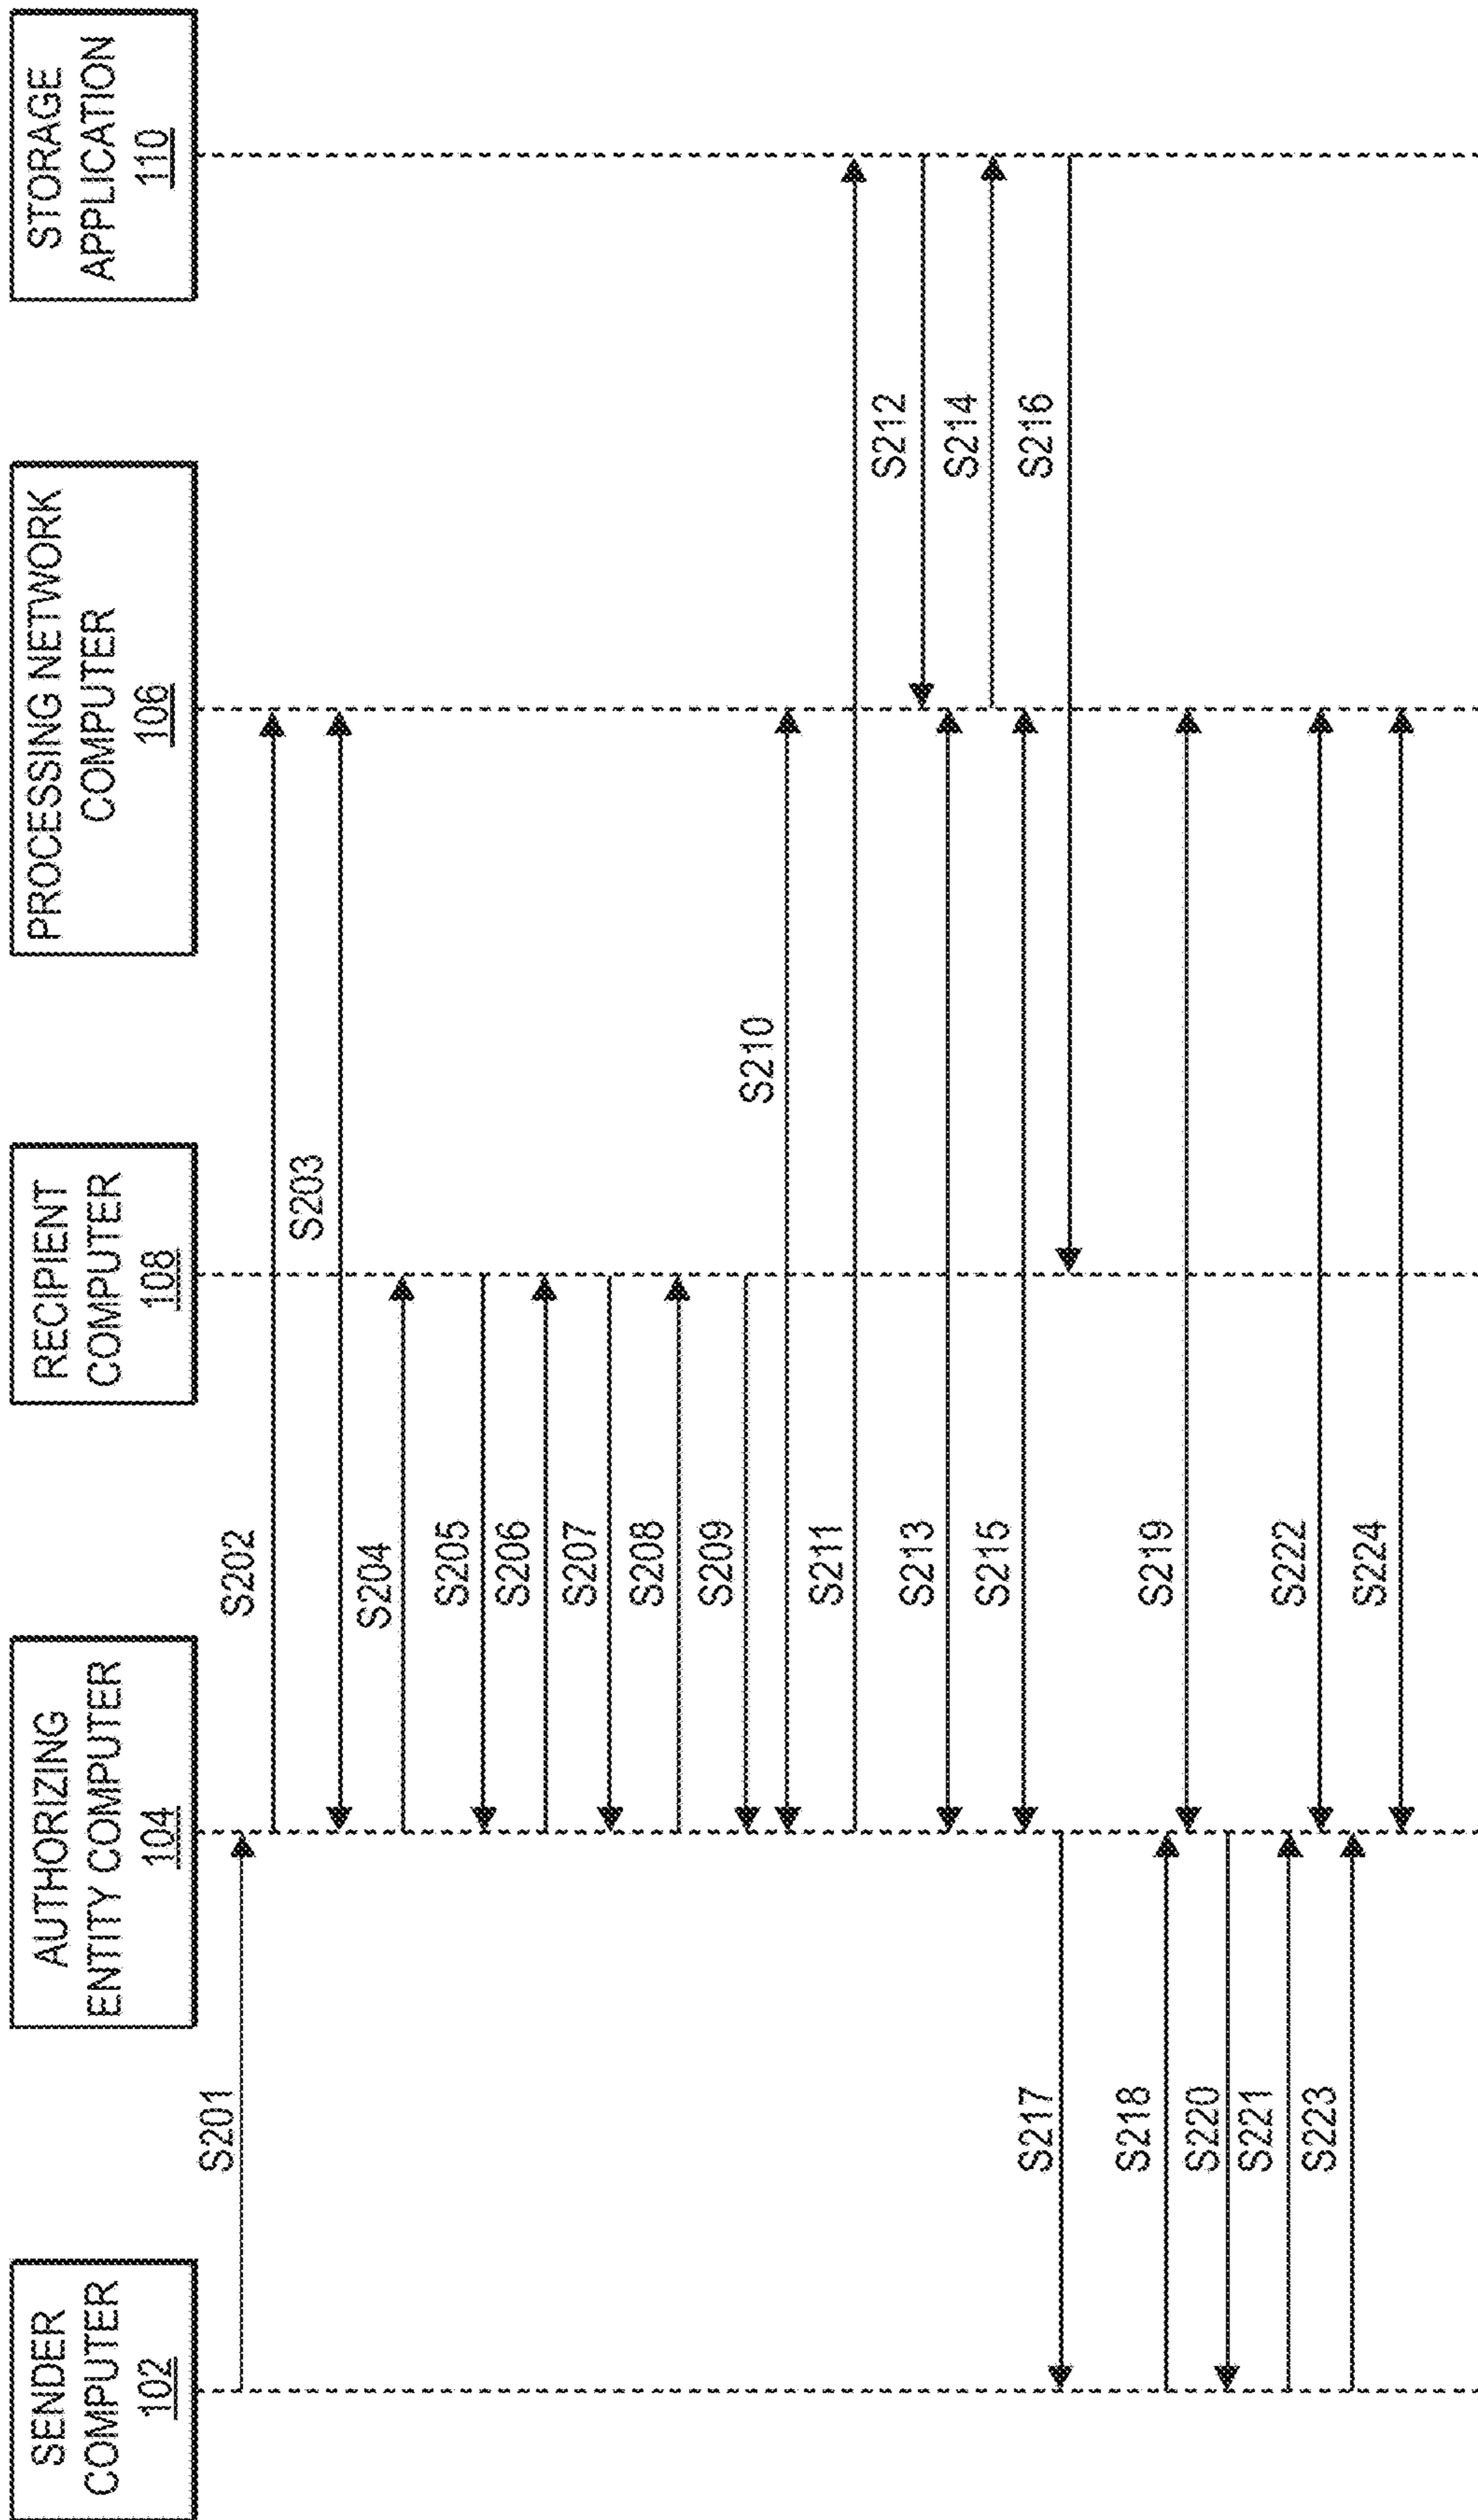 SENDER
COMPUTER
102
AUTHORIZING
ENTITY COMPUTER
104
RECIPIENT
COMPUTER
108
PROCESSING NETWORK
COMPUTER
106
STORAGE
APPLICATION
110
S201
S202
S203
S204
S205
S206
S207
S208
S209
S210
S211
S212
S213
S214
S215
S216
S217
S218
S219
S220
S221
S222
S223
S224